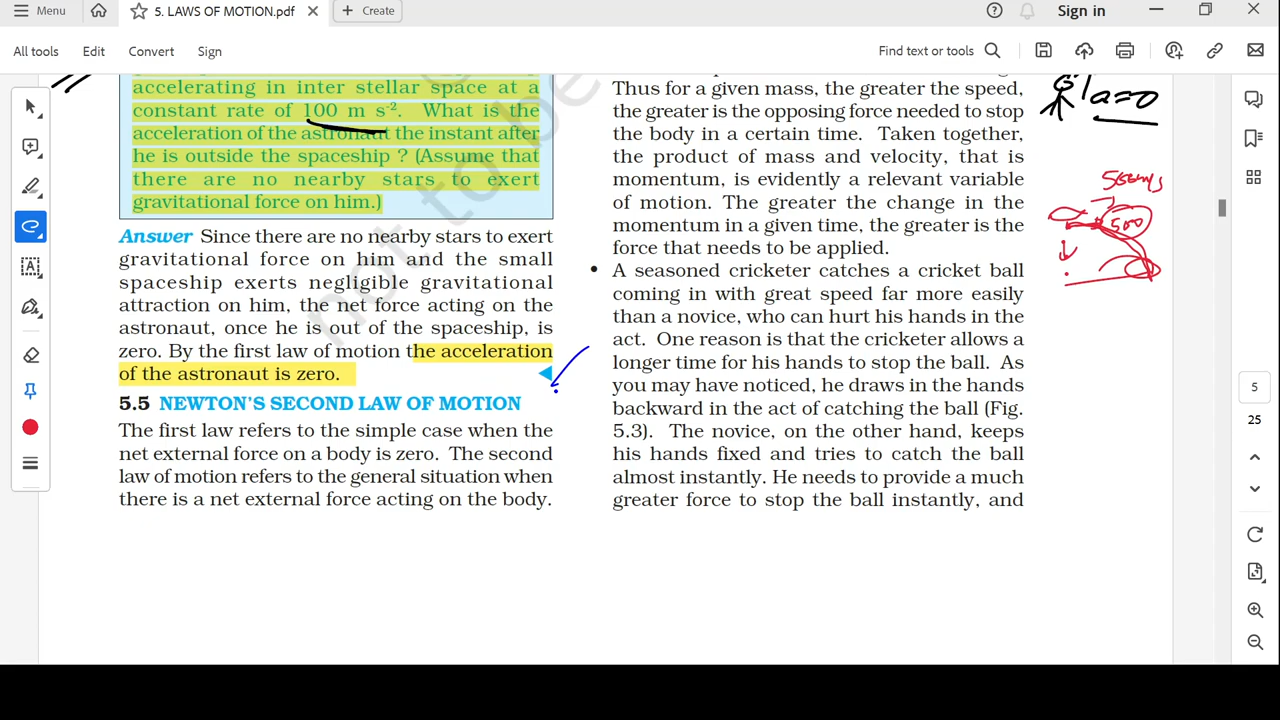 Menu
5. LAWS OF MOTION.pdf
Create
Sign in
All tools
Edit
Convert
Sign
Find text or tools
accelerating in inter stellar space at a
constant rate of 100 m s-2. What is the
acceleration of the astronaut the instant after
he is outside the spaceship ? (Assume that
there are no nearby stars to exert
gravitational force on him.)
Answer Since there are no nearby stars to exert
gravitational force on him and the small
spaceship exerts negligible gravitational
attraction on him, the net force acting on the
astronaut, once he is out of the spaceship, is
zero. By the first law of motion the acceleration
of the astronaut is zero.
5.5 NEWTON'S SECOND LAW OF MOTION
The first law refers to the simple case when the
net external force on a body is zero. The second
law of motion refers to the general situation when
there is a net external force acting on the body.
Thus for a given mass, the greater the speed,
the greater is the opposing force needed to stop
the body in a certain time. Taken together,
the product of mass and velocity, that is
momentum, is evidently a relevant variable
of motion. The greater the change in the
momentum in a given time, the greater is the
force that needs to be applied.
• A seasoned cricketer catches a cricket ball
coming in with great speed far more easily
than a novice, who can hurt his hands in the
act. One reason is that the cricketer allows a
longer time for his hands to stop the ball. As
you may have noticed, he draws in the hands
backward in the act of catching the ball (Fig.
5.3). The novice, on the other hand, keeps
his hands fixed and tries to catch the ball
almost instantly. He needs to provide a much
greater force to stop the ball instantly, and
a=0
500
not to be
5
25